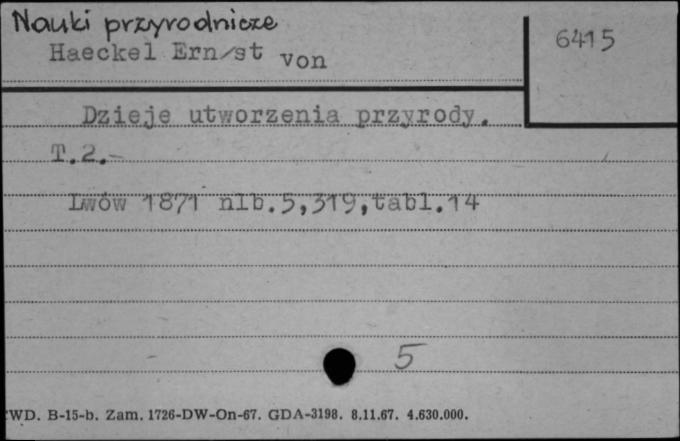 Nauki przyrodnicze
6415
Haeckel Ern/st von
Dzieje utworzenia przyrody.
T.2.-
Lwów 1871 nlb.5,319,tabl.14
5
WD. B-15-b. Zam. 1726-DW-On-67. GDA-3198. 8.11.67. 4.630.000.